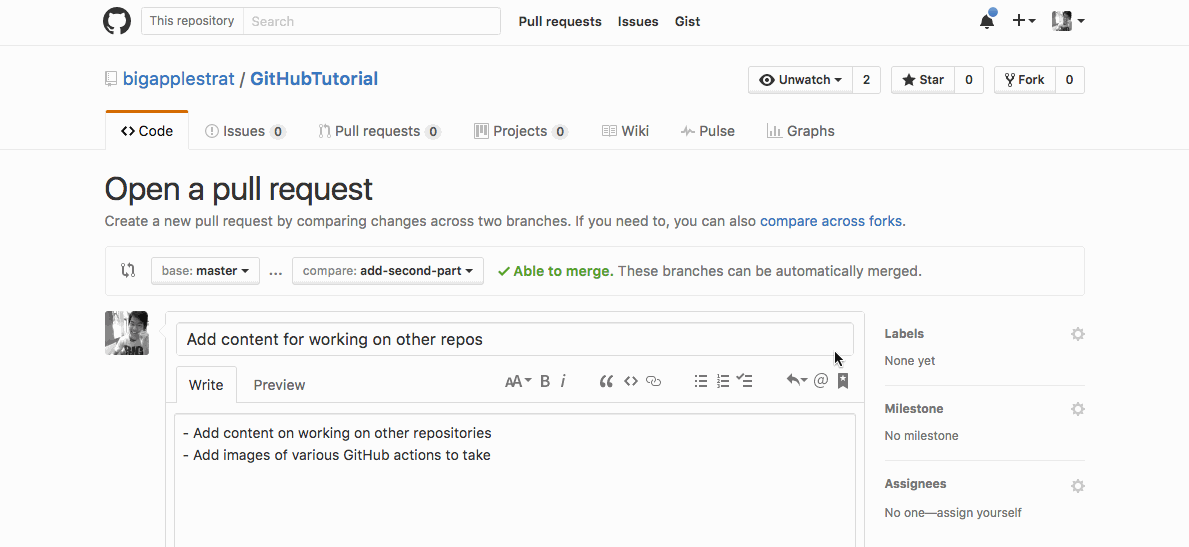 This repository Search Pull requests Issues Gist
bigapplestrat / GitHubTutorial Unwatch 2 Star 0 Fork 0
Code Issues 0 Pull requests 0 Projects 0 Wiki Pulse Graphs
Open a pull request
Create a new pull request by comparing changes across two branches. If you need to, you can also compare across forks.
base: master ... compare: add-second-part Able to merge. These branches can be automatically merged.
Add content for working on other repos
Labels
None yet
Write Preview AA B i
Milestone
No milestone
- Add content on working on other repositories
- Add images of various GitHub actions to take
Assignees
No one—assign yourself